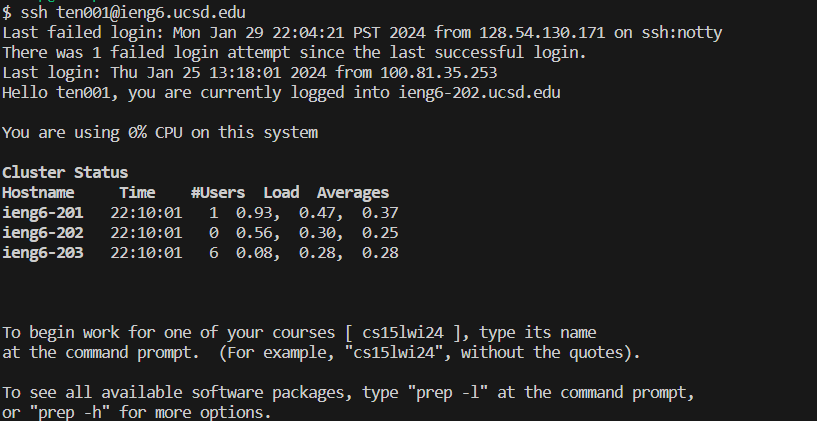 $ ssh ten001@ieng6.ucsd.edu
Last failed login: Mon Jan 29 22:04:21 PST 2024 from 128.54.130.171 on ssh:notty
There was 1 failed login attempt since the last successful login.
Last login: Thu Jan 25 13:18:01 2024 from 100.81.35.253
Hello ten001, you are currently logged into ieng6-202.ucsd.edu
You are using 0% CPU on this system
Cluster Status
Hostname     Time    #Users  Load  Averages
ieng6-201   22:10:01   1  0.93,  0.47,  0.37
ieng6-202   22:10:01   0  0.56,  0.30,  0.25
ieng6-203   22:10:01   6  0.08,  0.28,  0.28
To begin work for one of your courses [ cs15lwi24 ], type its name
at the command prompt.  (For example, "cs15lwi24", without the quotes).
To see all available software packages, type "prep -l" at the command prompt,
or "prep -h" for more options.